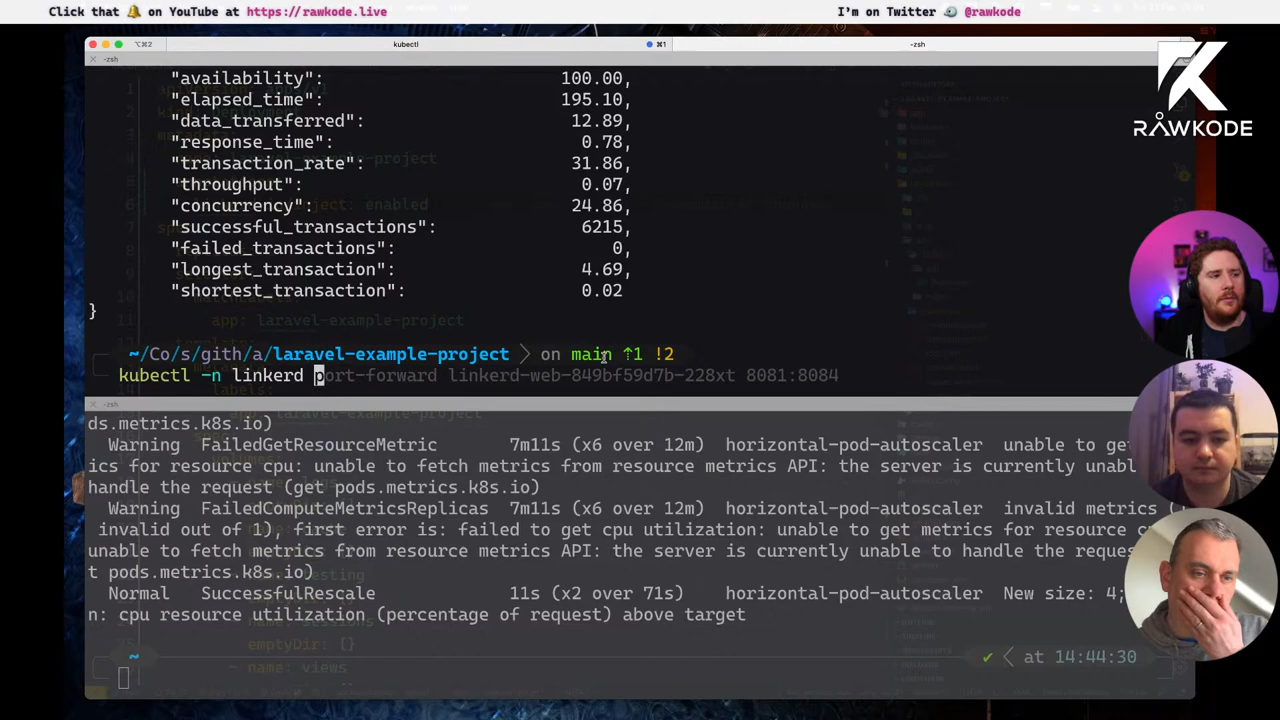 Click that 🔔 on YouTube at https://rawkode.live
I'm on Twitter @rawkode
⌥⌘2 kubectl ⌘1 -zsh
-zsh
"availability": 100.00,
"elapsed_time": 195.10,
"data_transferred": 12.89,
"response_time": 0.78,
"transaction_rate": 31.86,
"throughput": 0.07,
"concurrency": 24.86,
"successful_transactions": 6215,
"failed_transactions": 0,
"longest_transaction": 4.69,
"shortest_transaction": 0.02
}
~/Co/s/gith/a/laravel-example-project on main ⇡1 !2
kubectl -n linkerd port-forward linkerd-web-849bf59d7b-228xt 8081:8084
-zsh
ds.metrics.k8s.io)
Warning FailedGetResourceMetric 7m11s (x6 over 12m) horizontal-pod-autoscaler unable to get
ics for resource cpu: unable to fetch metrics from resource metrics API: the server is currently unab
handle the request (get pods.metrics.k8s.io)
Warning FailedComputeMetricsReplicas 7m11s (x6 over 12m) horizontal-pod-autoscaler invalid metrics (
invalid out of 1), first error is: failed to get cpu utilization: unable to get metrics for resource c
unable to fetch metrics from resource metrics API: the server is currently unable to handle the reque
t pods.metrics.k8s.io)
Normal SuccessfulRescale 11s (x2 over 71s) horizontal-pod-autoscaler New size: 4;
n: cpu resource utilization (percentage of request) above target
~ ✔ at 14:44:30
RAWKODE